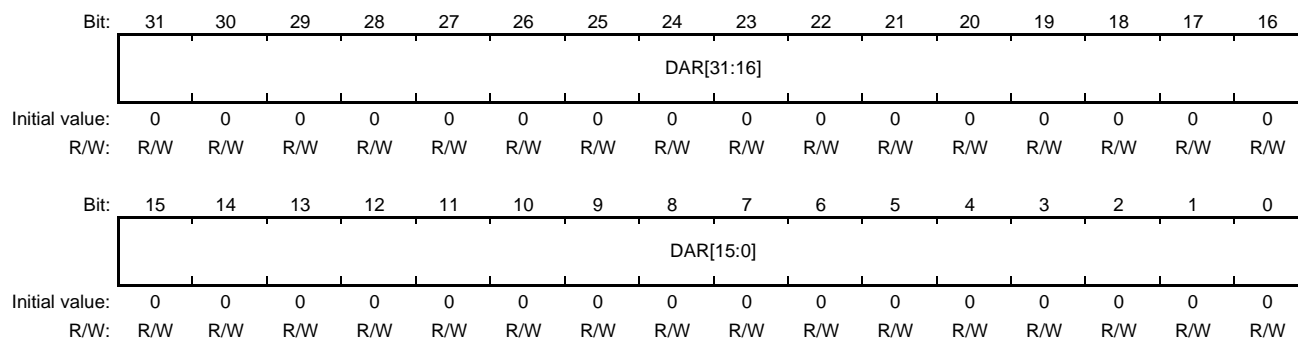 Bit: 31 30 29 28 27 26 25 24 23 22 21 20 19 18 17 16
DAR[31:16]
Initial value: 0 0 0 0 0 0 0 0 0 0 0 0 0 0 0 0
R/W: R/W R/W R/W R/W R/W R/W R/W R/W R/W R/W R/W R/W R/W R/W R/W R/W
Bit: 15 14 13 12 11 10 9 8 7 6 5 4 3 2 1 0
DAR[15:0]
Initial value: 0 0 0 0 0 0 0 0 0 0 0 0 0 0 0 0
R/W: R/W R/W R/W R/W R/W R/W R/W R/W R/W R/W R/W R/W R/W R/W R/W R/W